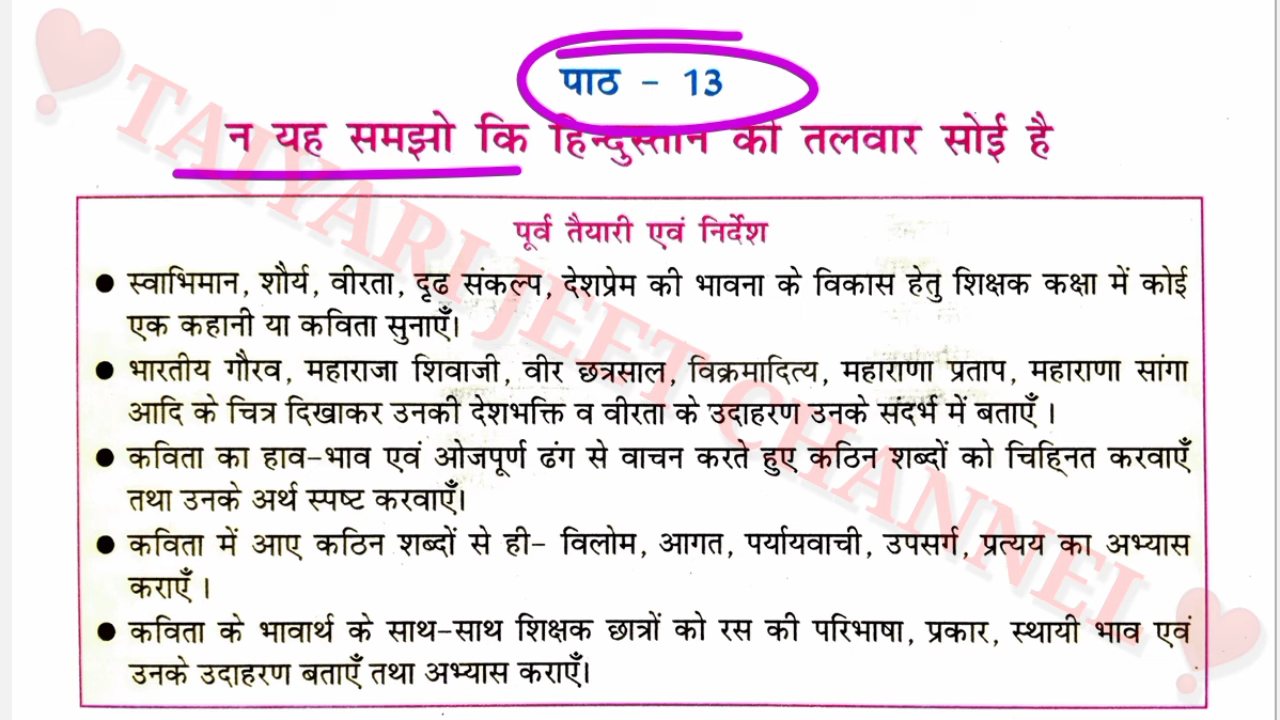 पाठ - 13
न यह समझो कि हिन्दुस्तान की तलवार सोई है
पूर्व तैयारी एवं निर्देश
● स्वाभिमान, शौर्य, वीरता, दृढ संकल्प, देशप्रेम की भावना के विकास हेतु शिक्षक कक्षा में कोई
एक कहानी या कविता सुनाएँ।
● भारतीय गौरव, महाराजा शिवाजी, वीर छत्रसाल, विक्रमादित्य, महाराणा प्रताप, महाराणा सांगा
आदि के चित्र दिखाकर उनकी देशभक्ति व वीरता के उदाहरण उनके संदर्भ में बताएँ ।
● कविता का हाव-भाव एवं ओजपूर्ण ढंग से वाचन करते हुए कठिन शब्दों को चिह्नित करवाएँ
तथा उनके अर्थ स्पष्ट करवाएँ।
● कविता में आए कठिन शब्दों से ही- विलोम, आगत, पर्यायवाची, उपसर्ग, प्रत्यय का अभ्यास
कराएँ ।
● कविता के भावार्थ के साथ-साथ शिक्षक छात्रों को रस की परिभाषा, प्रकार, स्थायी भाव एवं
उनके उदाहरण बताएँ तथा अभ्यास कराएँ।
TAIYARI JEET CHANNEL